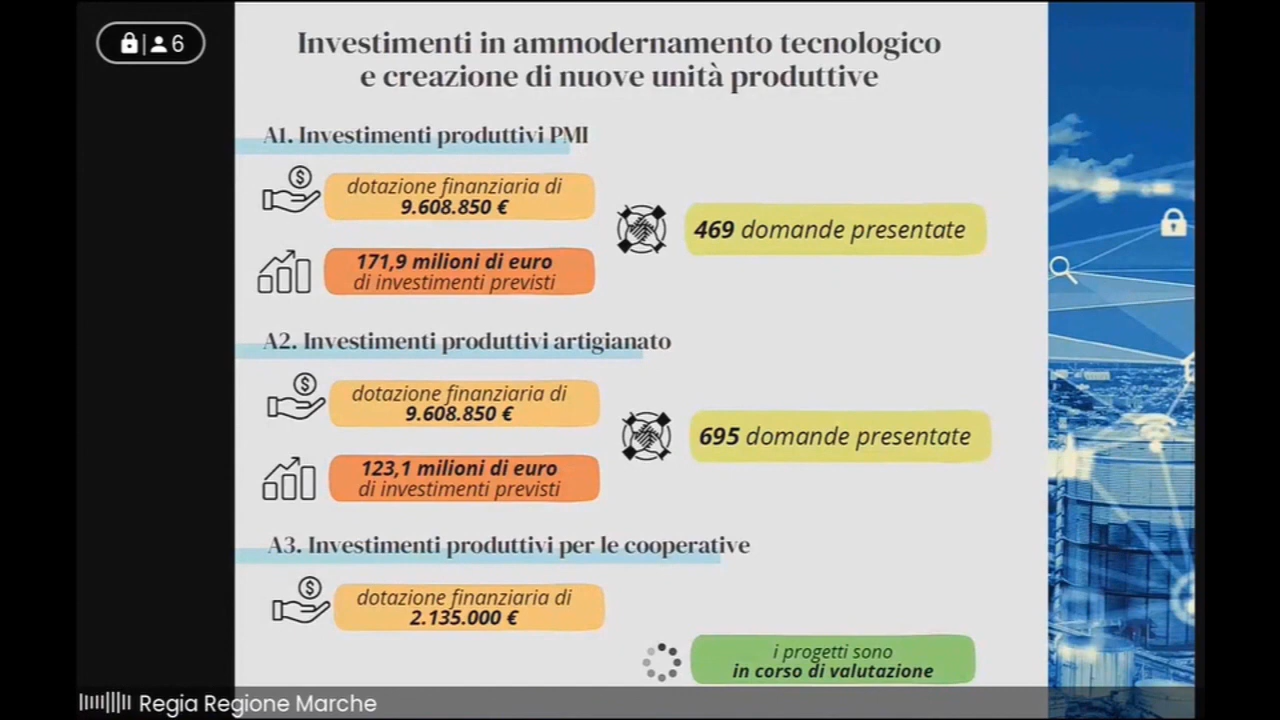 6
Investimenti in ammodernamento tecnologico
e creazione di nuove unità produttive
A1. Investimenti produttivi PMI
dotazione finanziaria di
9.608.850 €
171,9 milioni di euro
di investimenti previsti
469 domande presentate
A2. Investimenti produttivi artigianato
dotazione finanziaria di
9.608.850 €
123,1 milioni di euro
di investimenti previsti
695 domande presentate
A3. Investimenti produttivi per le cooperative
dotazione finanziaria di
2.135.000 €
i progetti sono
in corso di valutazione
Regia Regione Marche